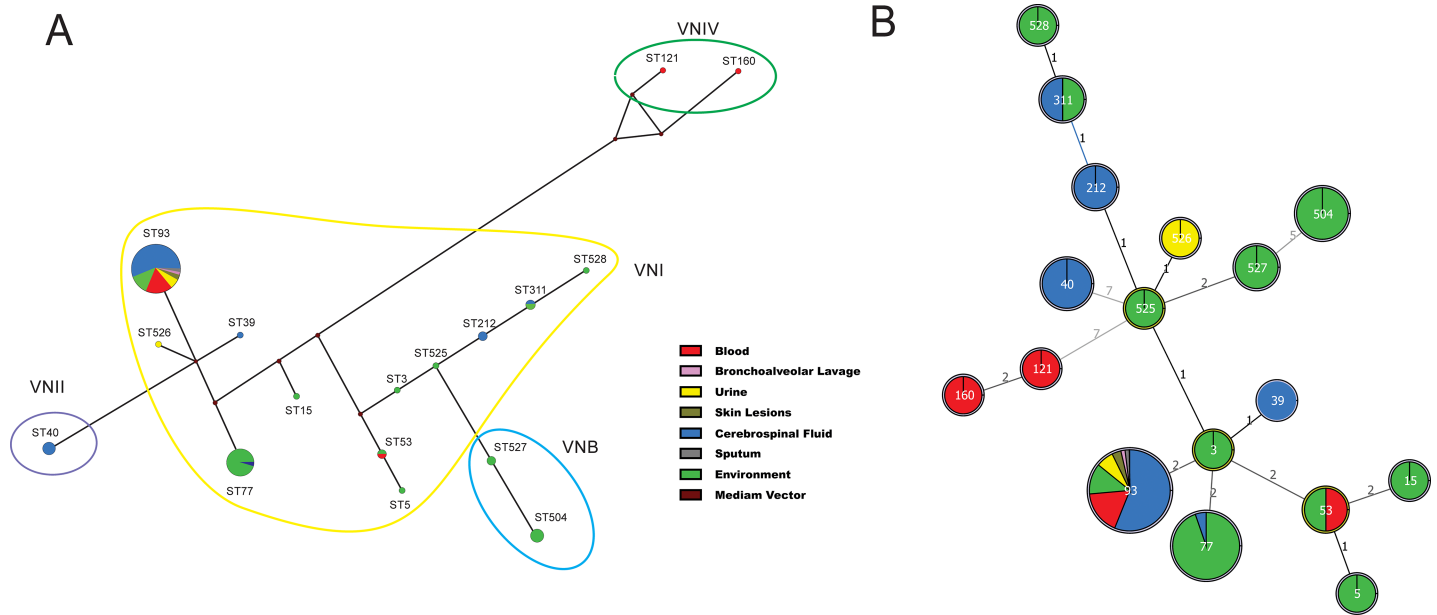 A
VNIV
ST121
ST160
ST93
ST528
VNI
ST311
ST526
ST39
ST212
ST525
VNII
ST3
ST15
ST40
ST53
ST527
VNB
ST77
ST5
ST504
Blood
Bronchoalveolar Lavage
Urine
Skin Lesions
Cerebrospinal Fluid
Sputum
Environment
Mediam Vector
B
528
1
311
1
212
504
1
526
5
1
527
40
7
2
525
7
121
2
160
1
39
1
3
2
93
2
2
15
2
53
77
1
5